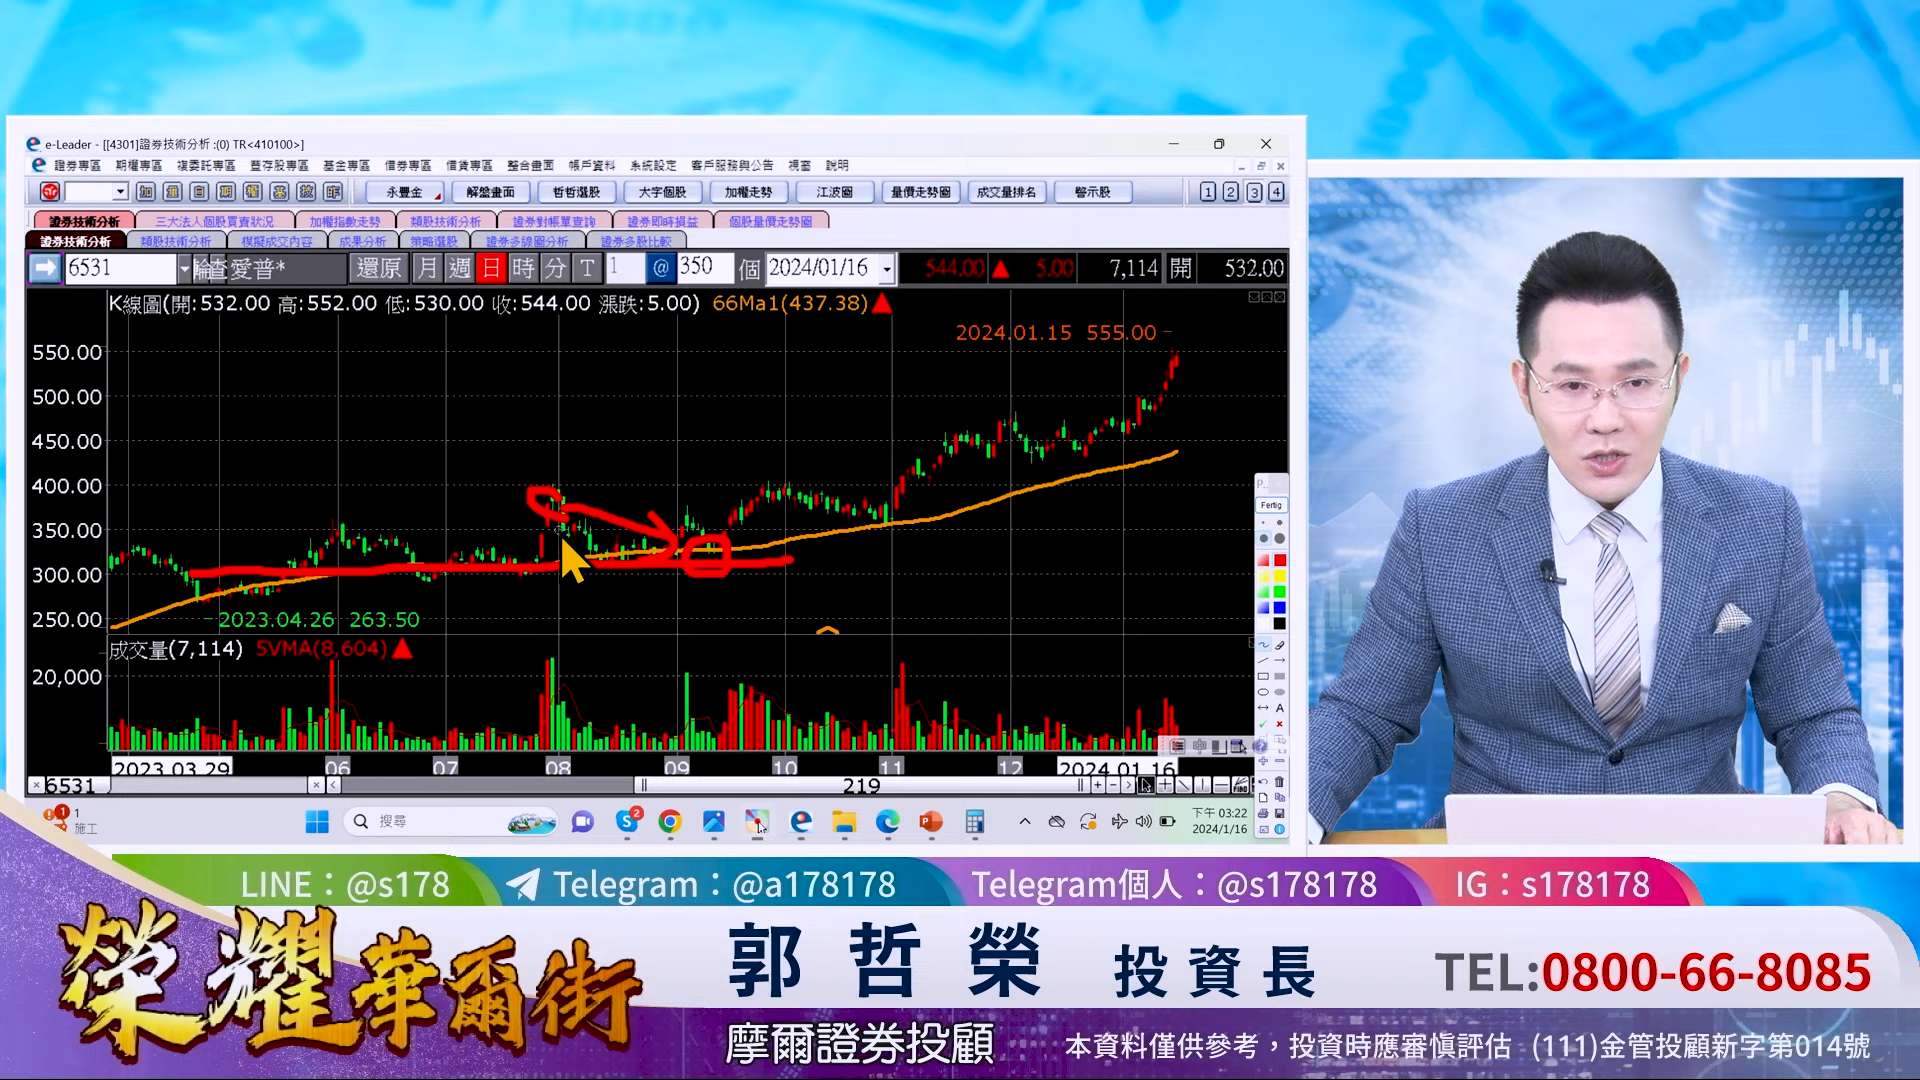 e-Leader - [[4301]證券技術分析 :(0) TR<410100>]
證券專區 期權專區 複委託專區 豐存股專區 基金專區 借券專區 借貸專區 整合畫面 帳戶資料 系統設定 客戶服務與公告 視窗 說明
永豐金 解盤畫面 哲哲選股 大字個股 加權走勢 江波圖 量價走勢圖 成交量排名 警示股 1 2 3 4
證券技術分析 三大法人個股買賣狀況 加權指數走勢 類股技術分析 證券對帳單查詢 證券即時損益 個股量價走勢圖
證券技術分析 類股技術分析 模擬成交內容 成果分析 策略選股 證券多線圖分析 證券多股比較
6531 愛普* 還原 月 週 日 時 分 T 1 @ 350 個 2024/01/16 544.00 ▲ 5.00 7,114 開 532.00
K線圖(開:532.00 高:552.00 低:530.00 收:544.00 漲跌:5.00) 66Ma1(437.38)▲
2024.01.15 555.00
550.00
500.00
450.00
400.00
350.00
300.00
250.00
2023.04.26 263.50
成交量(7,114) 5VMA(8,604)▲
20,000
2023.03.29 06 07 08 09 10 11 12 2024.01.16
6531 219
Fertig
1
施工
搜尋
下午 03:22
2024/1/16
LINE：@s178
Telegram：@a178178
Telegram個人：@s178178
IG：s178178
榮耀華爾街
郭哲榮 投資長
TEL:0800-66-8085
摩爾證券投顧
本資料僅供參考，投資時應審慎評估 (111)金管投顧新字第014號